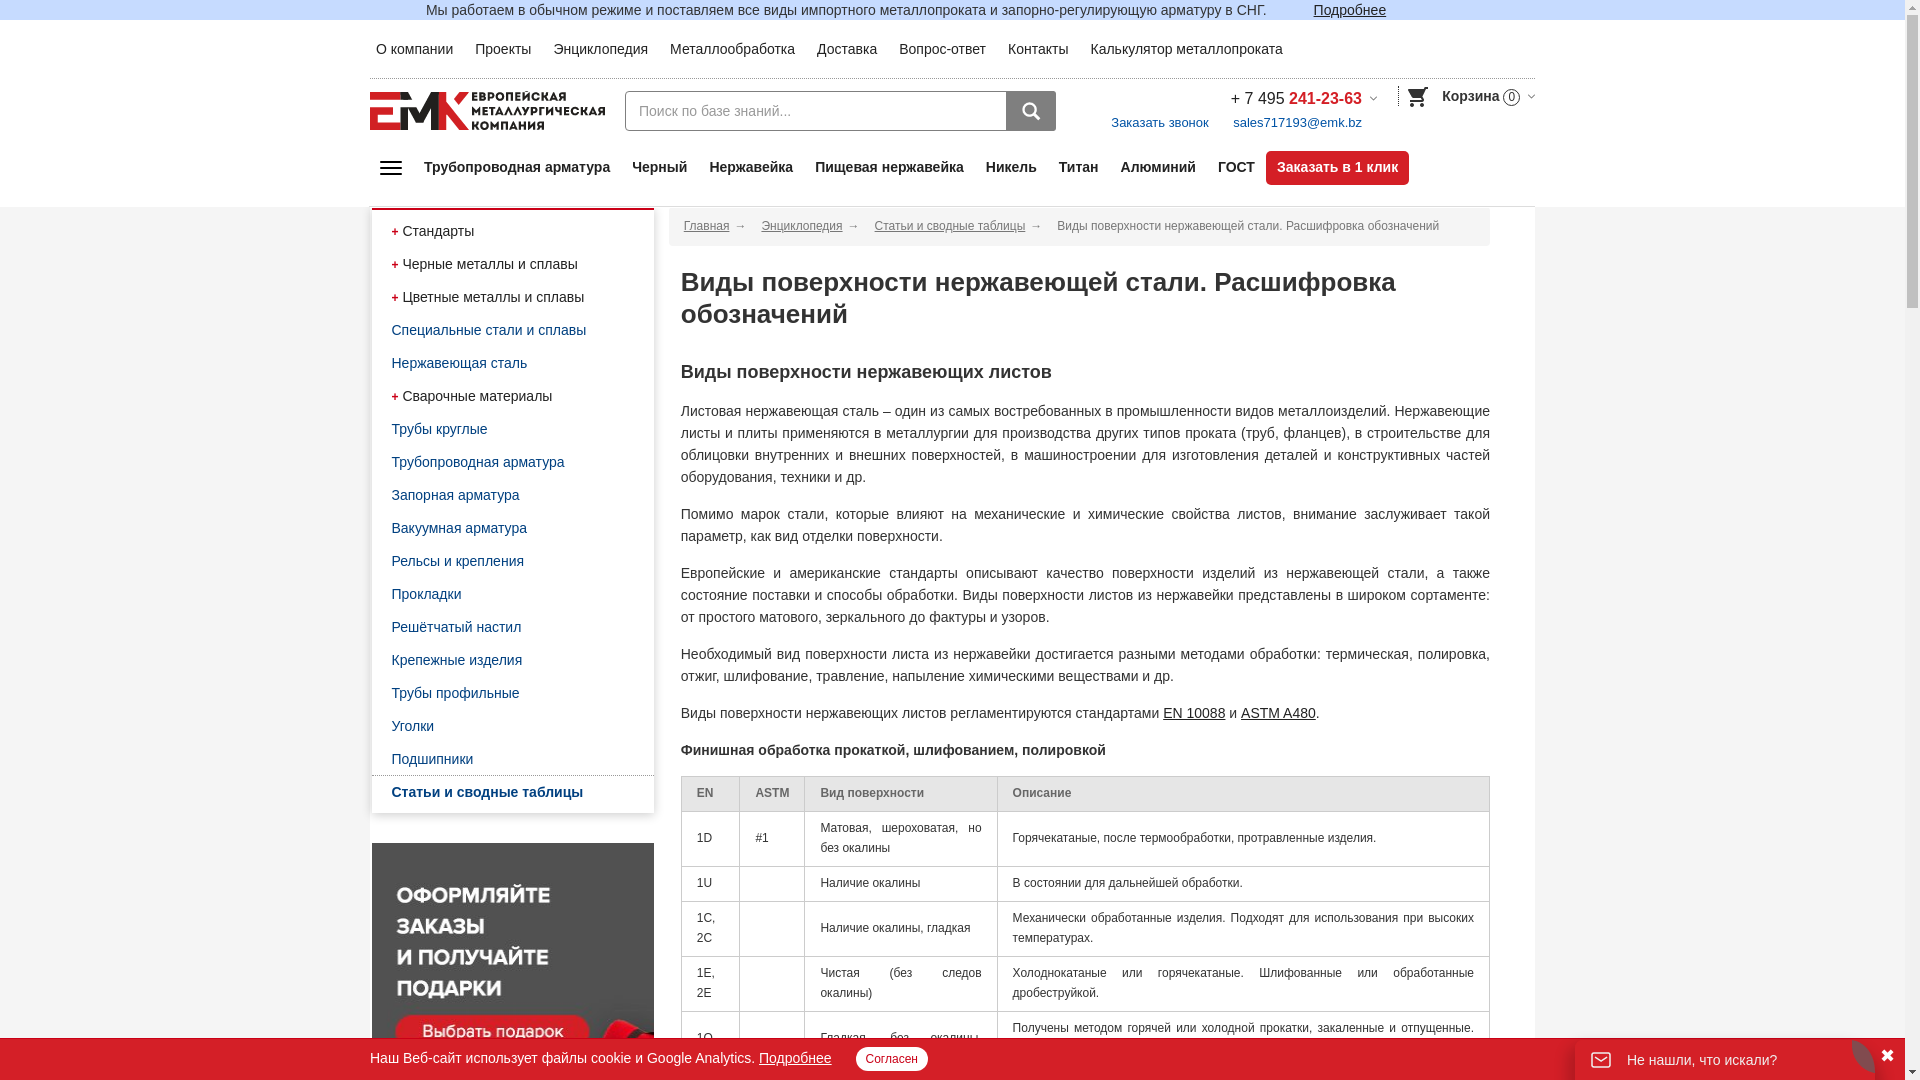 Мы работаем в обычном режиме и поставляем все виды импортного металлопроката и запорно-регулирующую арматуру в СНГ. Подробнее
О компании Проекты Энциклопедия Металлообработка Доставка Вопрос-ответ Контакты Калькулятор металлопроката
ЕМК ЕВРОПЕЙСКАЯ
МЕТАЛЛУРГИЧЕСКАЯ
КОМПАНИЯ
Поиск по базе знаний...
+ 7 495 241-23-63
Заказать звонок sales717193@emk.bz
Корзина 0
Трубопроводная арматура Черный Нержавейка Пищевая нержавейка Никель Титан Алюминий ГОСТ Заказать в 1 клик
+ Стандарты
+ Черные металлы и сплавы
+ Цветные металлы и сплавы
Специальные стали и сплавы
Нержавеющая сталь
+ Сварочные материалы
Трубы круглые
Трубопроводная арматура
Запорная арматура
Вакуумная арматура
Рельсы и крепления
Прокладки
Решётчатый настил
Крепежные изделия
Трубы профильные
Уголки
Подшипники
Статьи и сводные таблицы
ОФОРМЛЯЙТЕ
ЗАКАЗЫ
И ПОЛУЧАЙТЕ
ПОДАРКИ
Выбрать подарок
Главная → Энциклопедия → Статьи и сводные таблицы → Виды поверхности нержавеющей стали. Расшифровка обозначений
Виды поверхности нержавеющей стали. Расшифровка
обозначений
Виды поверхности нержавеющих листов
Листовая нержавеющая сталь – один из самых востребованных в промышленности видов металлоизделий. Нержавеющие
листы и плиты применяются в металлургии для производства других типов проката (труб, фланцев), в строительстве для
облицовки внутренних и внешних поверхностей, в машиностроении для изготовления деталей и конструктивных частей
оборудования, техники и др.
Помимо марок стали, которые влияют на механические и химические свойства листов, внимание заслуживает такой
параметр, как вид отделки поверхности.
Европейские и американские стандарты описывают качество поверхности изделий из нержавеющей стали, а также
состояние поставки и способы обработки. Виды поверхности листов из нержавейки представлены в широком сортаменте:
от простого матового, зеркального до фактуры и узоров.
Необходимый вид поверхности листа из нержавейки достигается разными методами обработки: термическая, полировка,
отжиг, шлифование, травление, напыление химическими веществами и др.
Виды поверхности нержавеющих листов регламентируются стандартами EN 10088 и ASTM A480.
Финишная обработка прокаткой, шлифованием, полировкой
EN ASTM Вид поверхности Описание
1D #1 Матовая, шероховатая, но
без окалины Горячекатаные, после термообработки, протравленные изделия.
1U Наличие окалины В состоянии для дальнейшей обработки.
1C,
2C Наличие окалины, гладкая Механически обработанные изделия. Подходят для использования при высоких
температурах.
1E,
2E Чистая (без следов
окалины) Холоднокатаные или горячекатаные. Шлифованные или обработанные
дробеструйкой.
Получены методом горячей или холодной прокатки, закаленные и отпущенные.
Наш Веб-сайт использует файлы cookie и Google Analytics. Подробнее Согласен
Не нашли, что искали?